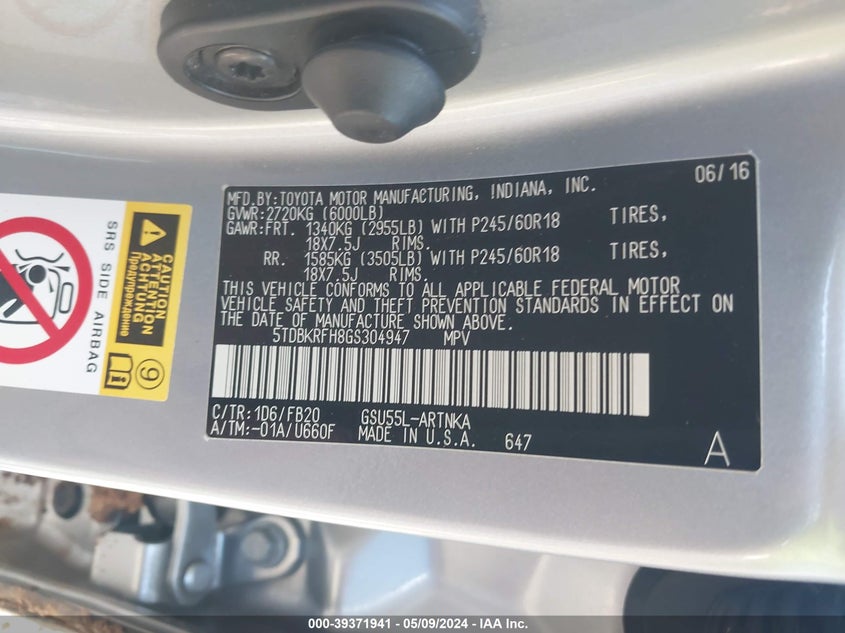 06/16
MFD.BY:TOYOTA MOTOR MANUFACTURING, INDIANA, INC.
GVWR:2720KG (6000LB)
GAWR:FRT. 1340KG (2955LB) WITH P245/60R18 TIRES,
18X7.5J RIMS.
RR. 1585KG (3505LB) WITH P245/60R18 TIRES,
18X7.5J RIMS.
THIS VEHICLE CONFORMS TO ALL APPLICABLE FEDERAL MOTOR
VEHICLE SAFETY AND THEFT PREVENTION STANDARDS IN EFFECT ON
THE DATE OF MANUFACTURE SHOWN ABOVE.
5TDBKRFH8GS304947 MPV
C/TR:1D6/FB20 GSU55L-ARTNKA
A/TM:-01A/U660F MADE IN U.S.A. 647
A
SRS SIDE AIRBAG
CAUTION
ATTENTION
ACHTUNG
Предупреждение
9
000-39371941 - 05/09/2024 - IAA Inc.